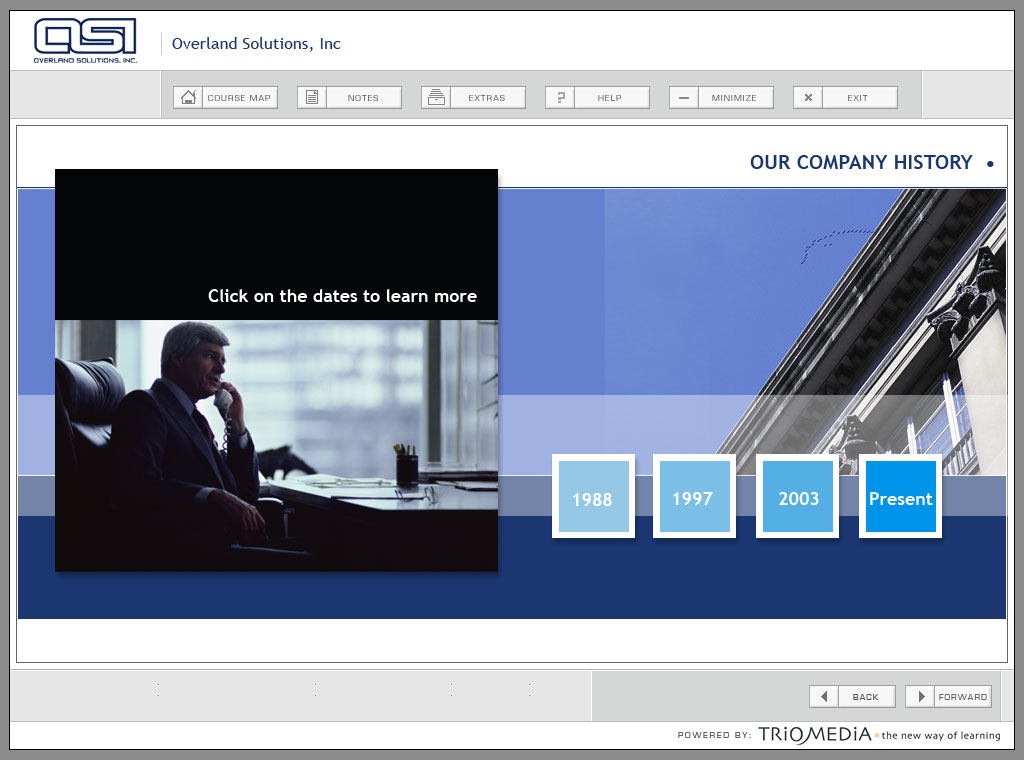 OSI
OVERLAND SOLUTIONS, INC.
Overland Solutions, Inc
COURSE MAP
NOTES
EXTRAS
HELP
MINIMIZE
EXIT
OUR COMPANY HISTORY •
Click on the dates to learn more
1988
1997
2003
Present
BACK
FORWARD
POWERED BY: TRIOMEDIA • the new way of learning